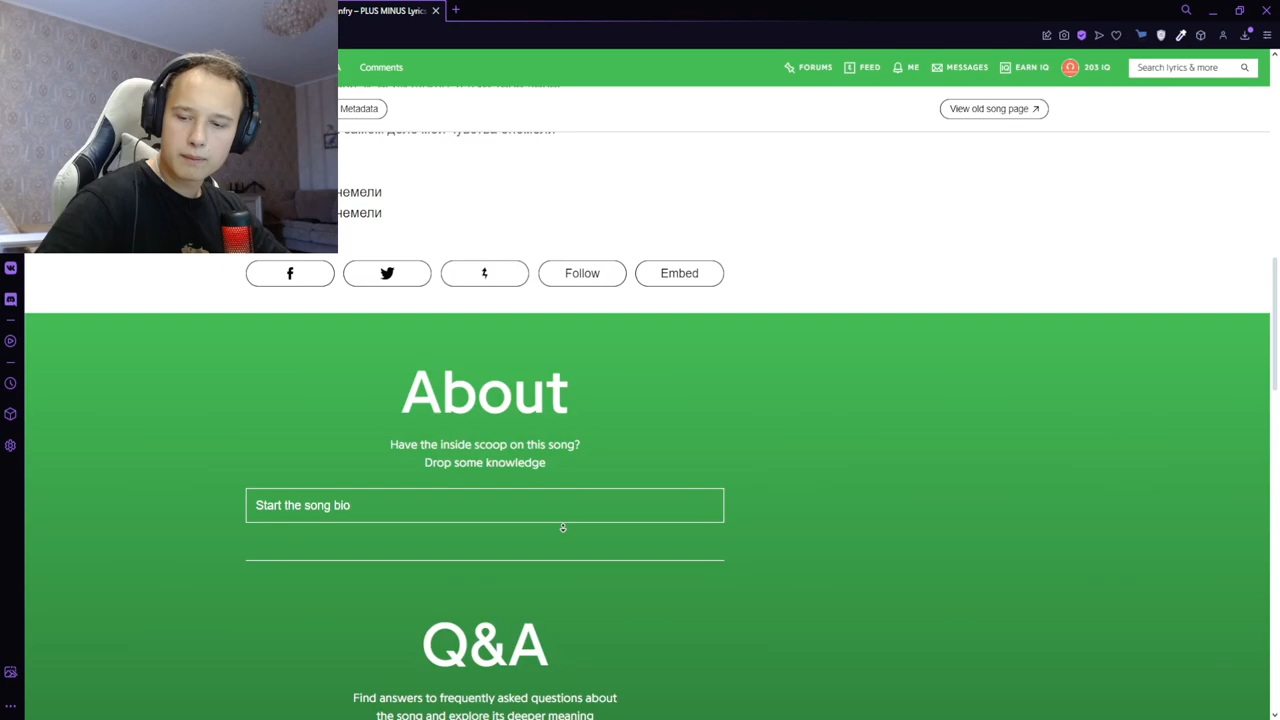 nfry – PLUS MINUS Lyric
Comments
FORUMS
FEED
ME
MESSAGES
EARN IQ
203 IQ
Search lyrics & more
Metadata
View old song page
немели
немели
Follow
Embed
About
Have the inside scoop on this song?
Drop some knowledge
Start the song bio
Q&A
Find answers to frequently asked questions about
the song and explore its deeper meaning